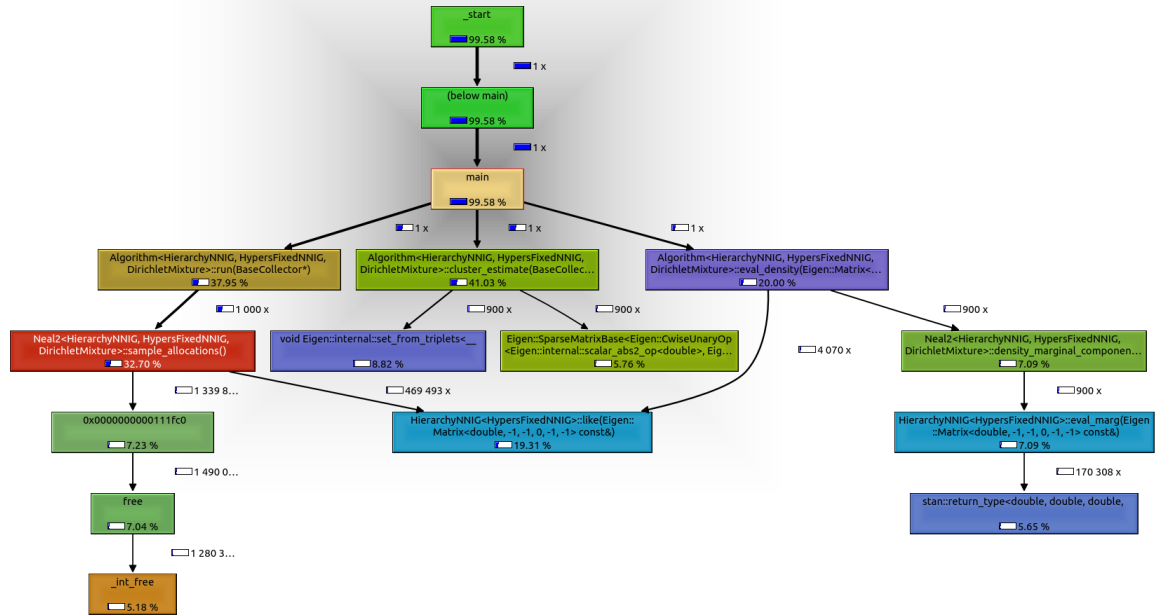 _start
99.58 %
1 x
(below main)
99.58 %
1 x
main
99.58 %
1 x
1 x
1 x
Algorithm<HierarchyNNIG, HypersFixedNNIG,
DirichletMixture>::run(BaseCollector*)
37.95 %
Algorithm<HierarchyNNIG, HypersFixedNNIG,
DirichletMixture>::cluster_estimate(BaseCollec...
41.03 %
Algorithm<HierarchyNNIG, HypersFixedNNIG,
DirichletMixture>::eval_density(Eigen::Matrix<...
20.00 %
1 000 x
900 x
900 x
900 x
Neal2<HierarchyNNIG, HypersFixedNNIG,
DirichletMixture>::sample_allocations()
32.70 %
void Eigen::internal::set_from_triplets<__
8.82 %
Eigen::SparseMatrixBase<Eigen::CwiseUnaryOp
<Eigen::internal::scalar_abs2_op<double>, Eig...
5.76 %
4 070 x
Neal2<HierarchyNNIG, HypersFixedNNIG,
DirichletMixture>::density_marginal_componen...
7.09 %
1 339 8...
469 493 x
900 x
0x0000000000111fc0
7.23 %
HierarchyNNIG<HypersFixedNNIG>::like(Eigen::
Matrix<double, -1, -1, 0, -1, -1> const&)
19.31 %
HierarchyNNIG<HypersFixedNNIG>::eval_marg(Eigen
::Matrix<double, -1, -1, 0, -1, -1> const&)
7.09 %
1 490 0...
170 308 x
free
7.04 %
stan::return_type<double, double, double,
5.65 %
1 280 3...
_int_free
5.18 %